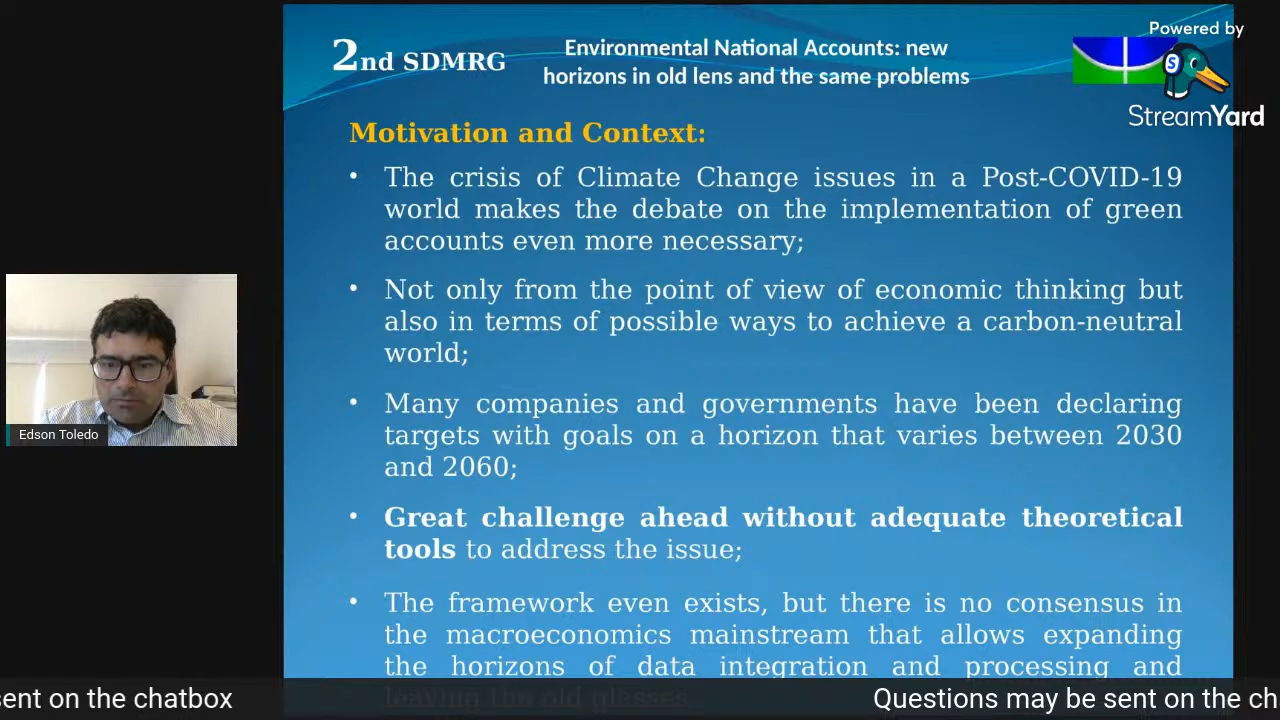 Powered by
StreamYard
2nd SDMRG
Environmental National Accounts: new
horizons in old lens and the same problems
Motivation and Context:
• The crisis of Climate Change issues in a Post-COVID-19
world makes the debate on the implementation of green
accounts even more necessary;
• Not only from the point of view of economic thinking but
also in terms of possible ways to achieve a carbon-neutral
world;
• Many companies and governments have been declaring
targets with goals on a horizon that varies between 2030
and 2060;
• Great challenge ahead without adequate theoretical
tools to address the issue;
• The framework even exists, but there is no consensus in
the macroeconomics mainstream that allows expanding
the horizons of data integration and processing and
leaving the old glasses.
Edson Toledo
sent on the chatbox
Questions may be sent on the ch